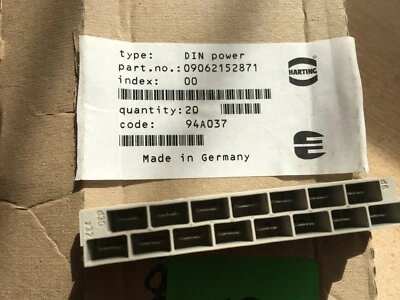 type: DIN power
part.no.: 09062152871
index: 00
HARTING
quantity: 20
code: 94A037
Made in Germany